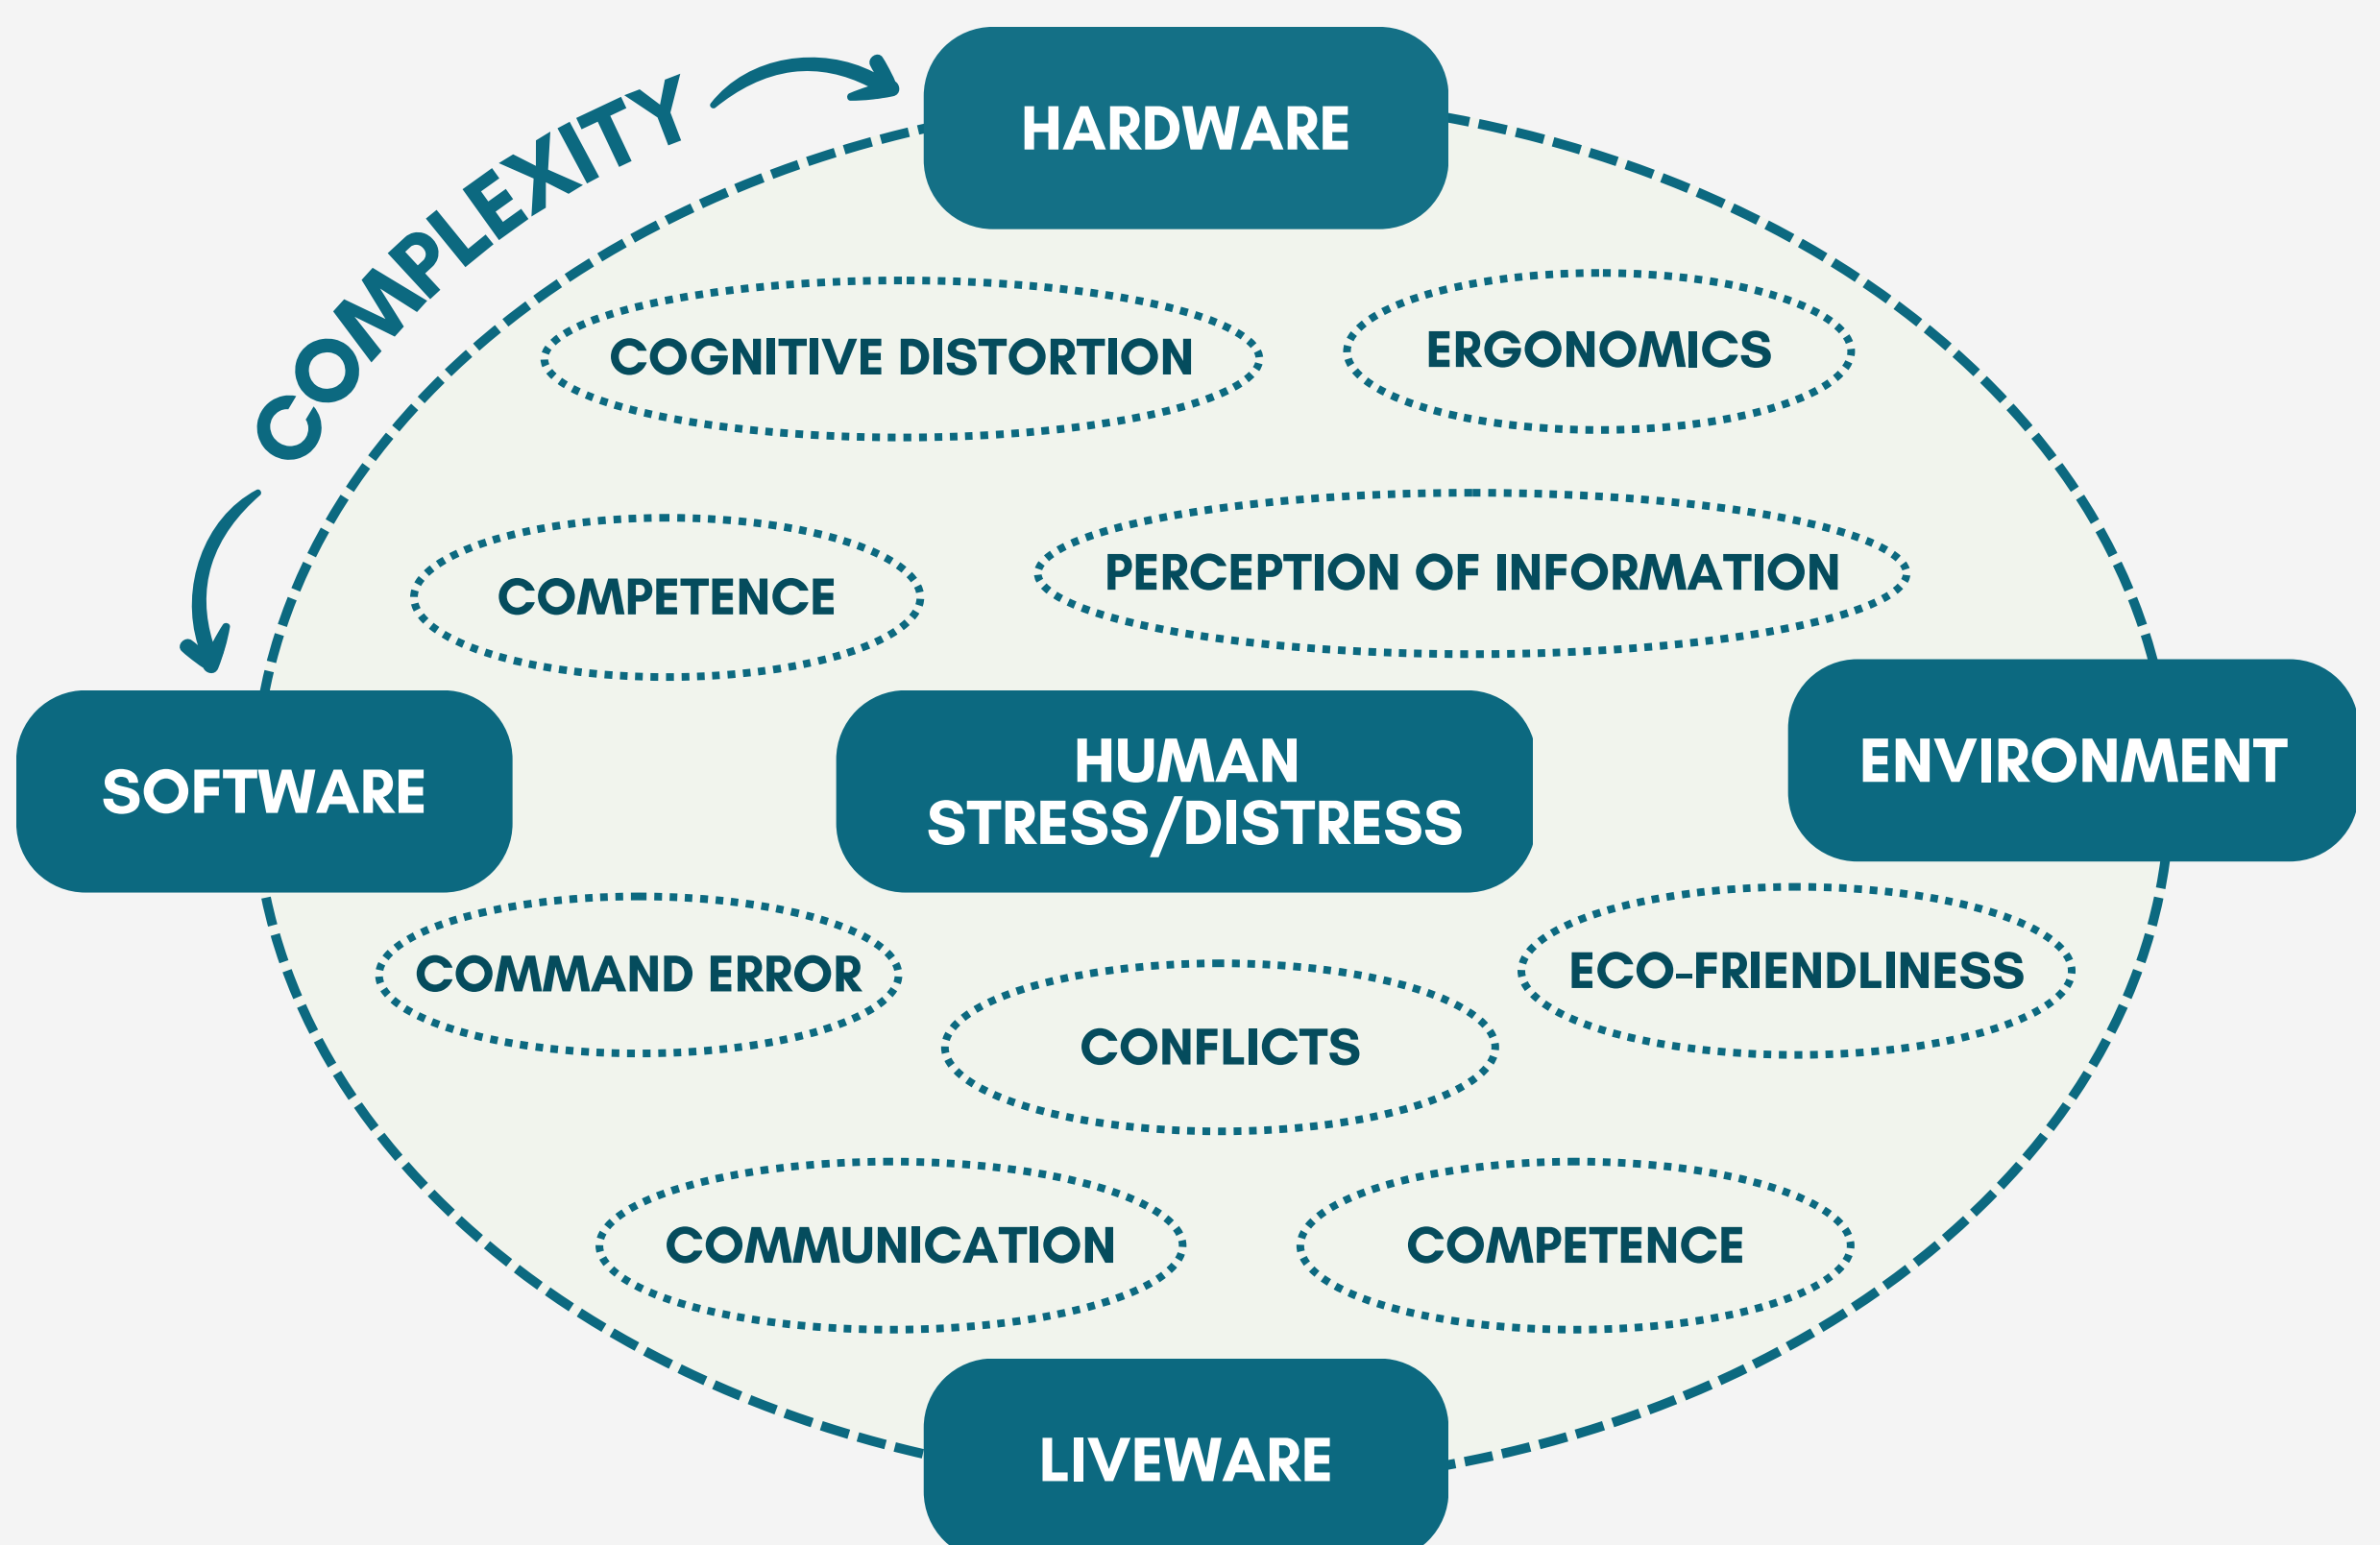 COMPLEXITY
HARDWARE
COGNITIVE DISTORTION
ERGONOMICS
COMPETENCE
PERCEPTION OF INFORMATION
SOFTWARE
HUMAN
STRESS/DISTRESS
ENVIRONMENT
COMMAND ERROR
CONFLICTS
ECO-FRIENDLINESS
COMMUNICATION
COMPETENCE
LIVEWARE